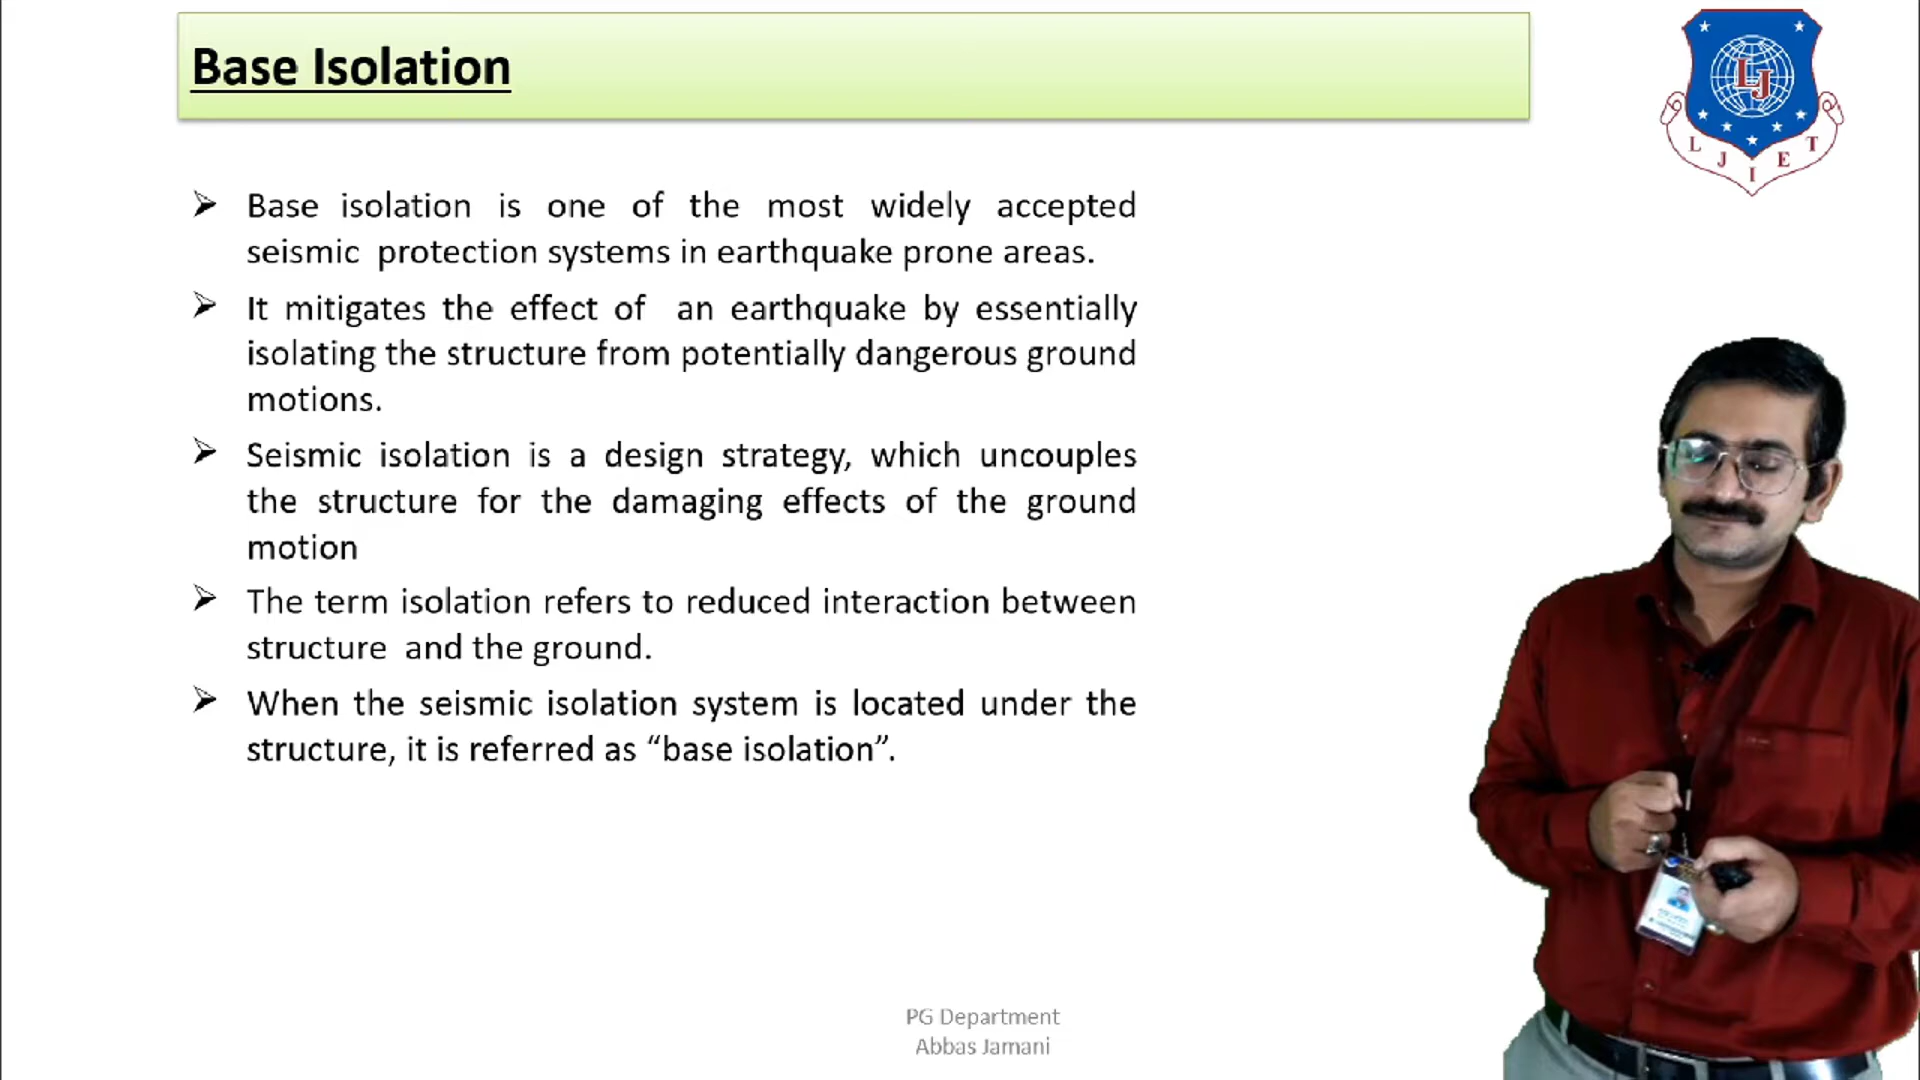 Base Isolation
LJ
L J I E T
Base isolation is one of the most widely accepted
seismic protection systems in earthquake prone areas.
It mitigates the effect of an earthquake by essentially
isolating the structure from potentially dangerous ground
motions.
Seismic isolation is a design strategy, which uncouples
the structure for the damaging effects of the ground
motion
The term isolation refers to reduced interaction between
structure and the ground.
When the seismic isolation system is located under the
structure, it is referred as “base isolation”.
PG Department
Abbas Jamani